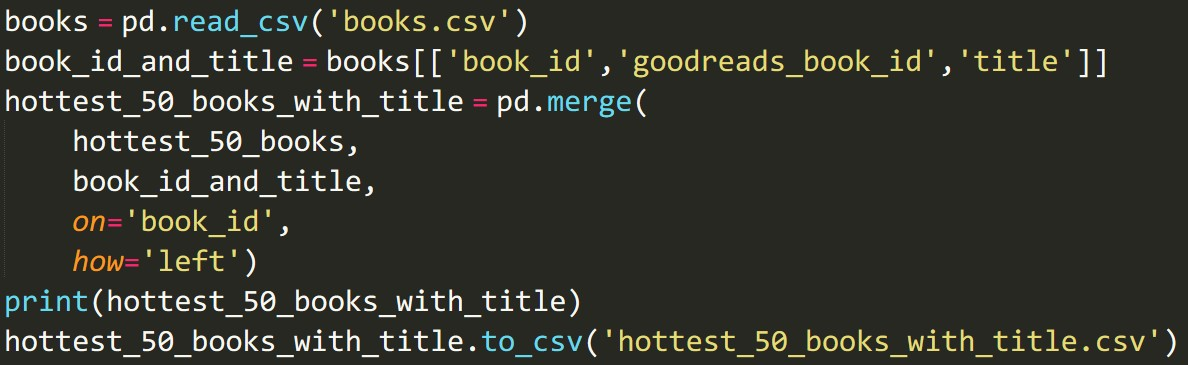 books = pd.read_csv('books.csv')
book_id_and_title = books[['book_id','goodreads_book_id','title']]
hottest_50_books_with_title = pd.merge(
    hottest_50_books,
    book_id_and_title,
    on='book_id',
    how='left')
print(hottest_50_books_with_title)
hottest_50_books_with_title.to_csv('hottest_50_books_with_title.csv')